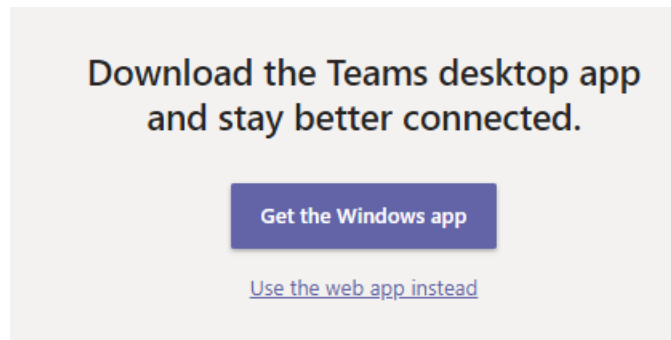 Download the Teams desktop app
and stay better connected.
Get the Windows app
Use the web app instead